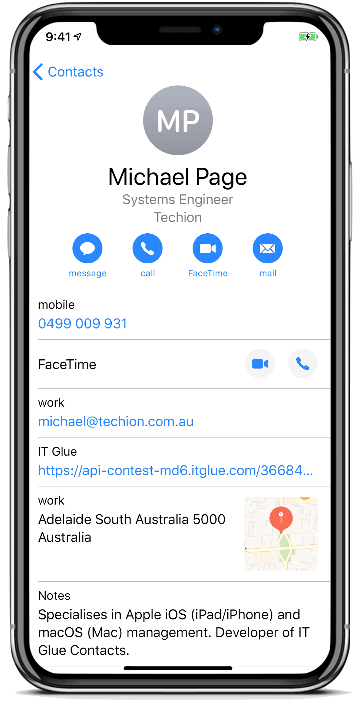 9:41
Contacts
MP
Michael Page
Systems Engineer
Techion
message call FaceTime mail
mobile
0499 009 931
FaceTime
work
michael@techion.com.au
IT Glue
https://api-contest-md6.itglue.com/36684...
work
Adelaide South Australia 5000
Australia
Notes
Specialises in Apple iOS (iPad/iPhone) and
macOS (Mac) management. Developer of IT
Glue Contacts.